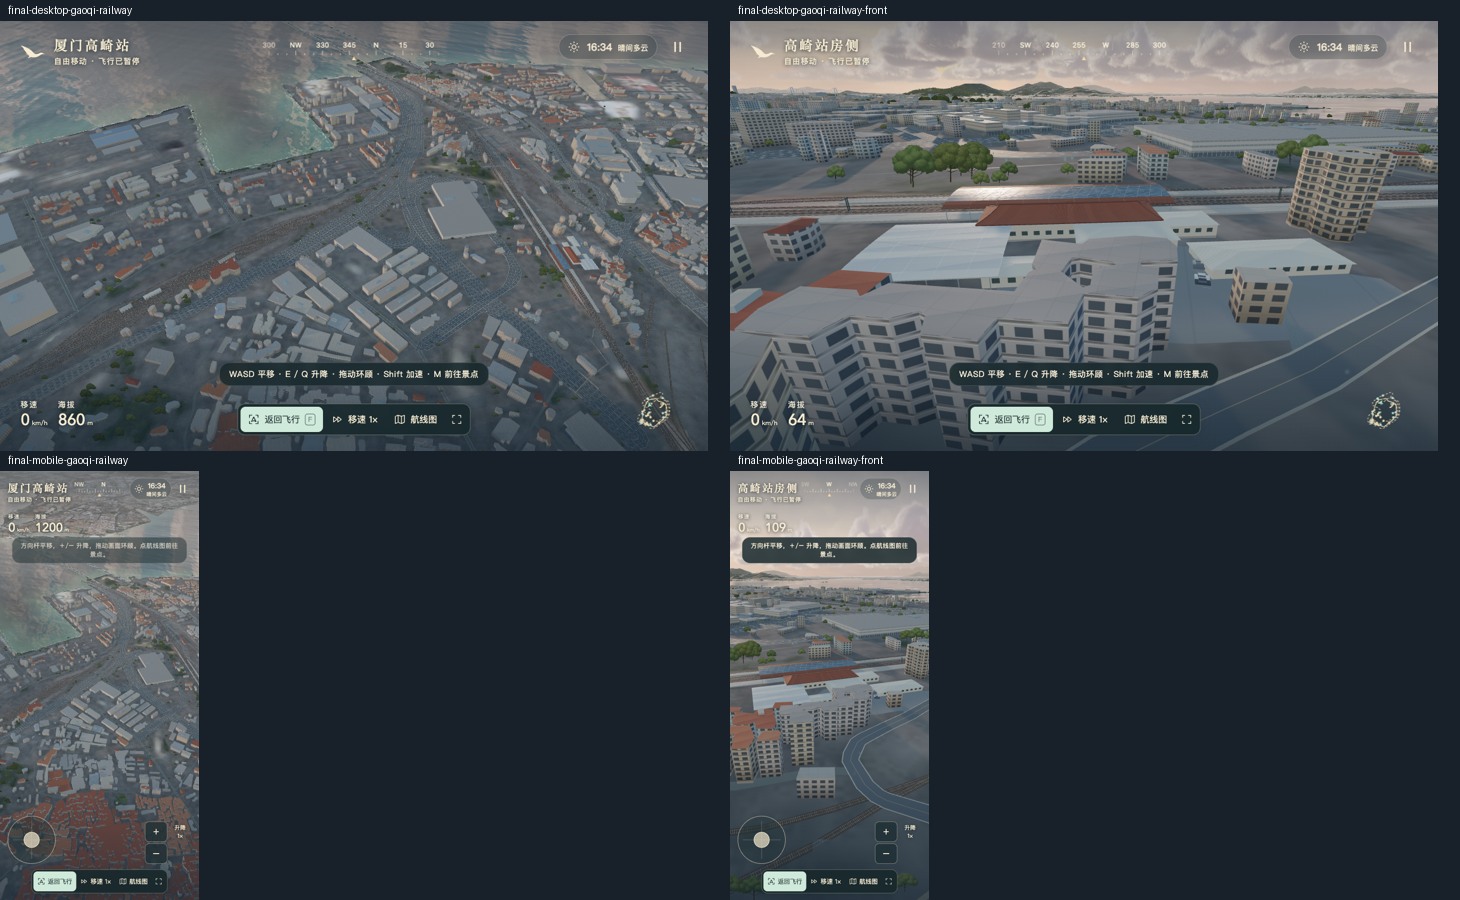 final-desktop-gaoqi-railway
厦门高崎站
自由移动 · 飞行已暂停
300 NW 330 345 N 15 30
16:34 晴间多云
WASD 平移 · E / Q 升降 · 拖动环顾 · Shift 加速 · M 前往景点
移速 海拔
0 km/h 860 m
返回飞行 F 移速 1x 航线图
final-desktop-gaoqi-railway-front
高崎站房侧
自由移动 · 飞行已暂停
210 SW 240 255 W 285 300
16:34 晴间多云
WASD 平移 · E / Q 升降 · 拖动环顾 · Shift 加速 · M 前往景点
移速 海拔
0 km/h 64 m
返回飞行 F 移速 1x 航线图
final-mobile-gaoqi-railway
厦门高崎站
自由移动 · 飞行已暂停
NW N
16:34
晴间多云
移速 海拔
0 km/h 1200 m
方向杆平移，+/− 升降，拖动画面环顾。点航线图前往
景点。
+
升降
1x
−
返回飞行 移速 1x 航线图
final-mobile-gaoqi-railway-front
高崎站房侧
自由移动 · 飞行已暂停
W
16:34
晴间多云
移速 海拔
0 km/h 109 m
方向杆平移，+/− 升降，拖动画面环顾。点航线图前往
景点。
+
升降
1x
−
返回飞行 移速 1x 航线图